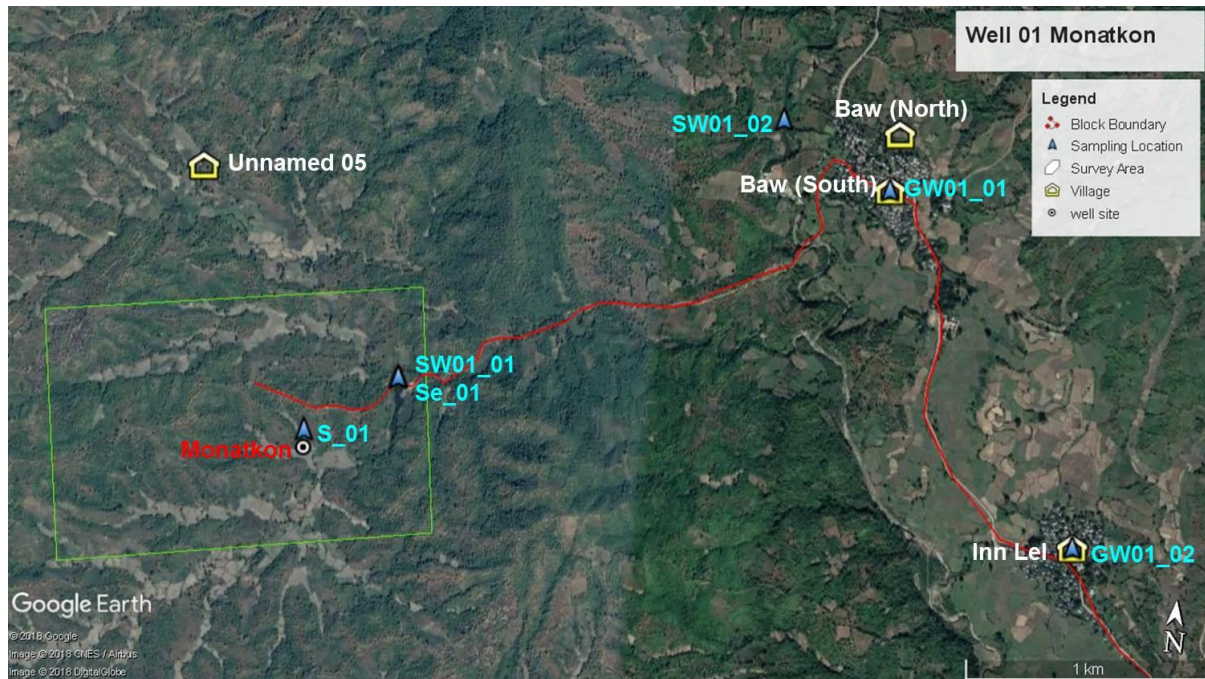 Well 01 Monatkon
Legend
Block Boundary
Sampling Location
Survey Area
Village
well site
Baw (North)
SW01_02
Unnamed 05
Baw (South)
GW01_01
SW01_01
Se_01
S_01
Monatkon
Inn Lel
GW01_02
Google Earth
© 2018 Google
Image © 2018 CNES / Airbus
Image © 2018 DigitalGlobe
N
1 km